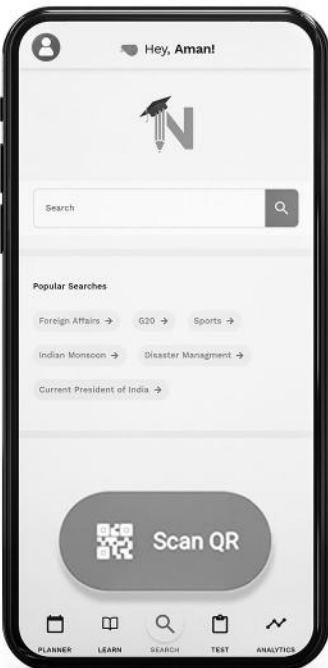 Hey, Aman!
N
Search
Popular Searches
Foreign Affairs → G20 → Sports →
Indian Monsoon → Disaster Managment →
Current President of India →
Scan QR
PLANNER LEARN SEARCH TEST ANALYTICS